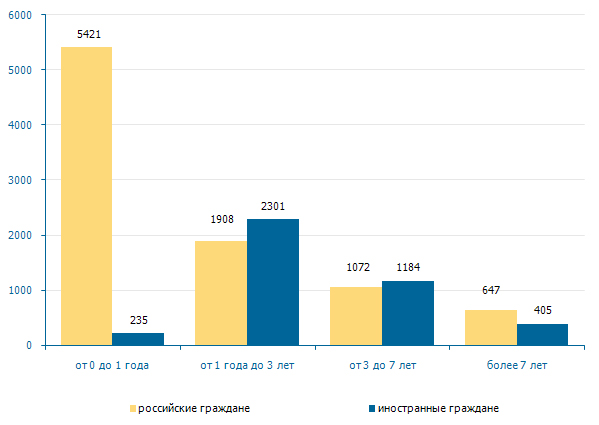 6000
5421
5000
4000
3000
2301
1908
2000
1072
1184
1000
647
405
235
0
от 0 до 1 года
от 1 года до 3 лет
от 3 до 7 лет
более 7 лет
российские граждане
иностранные граждане